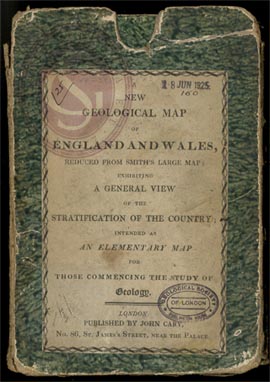 A
18 JUN 1925
NEW
160
GEOLOGICAL MAP
OF
ENGLAND AND WALES,
REDUCED FROM SMITH'S LARGE MAP;
EXHIBITING
A GENERAL VIEW
OF THE
STRATIFICATION OF THE COUNTRY;
INTENDED AS
AN ELEMENTARY MAP
FOR
THOSE COMMENCING THE STUDY OF
Geology.
GEOLOGICAL SOCIETY
OF LONDON
LONDON
PUBLISHED BY JOHN CARY,
No. 86, St. James's Street, near the Palace.